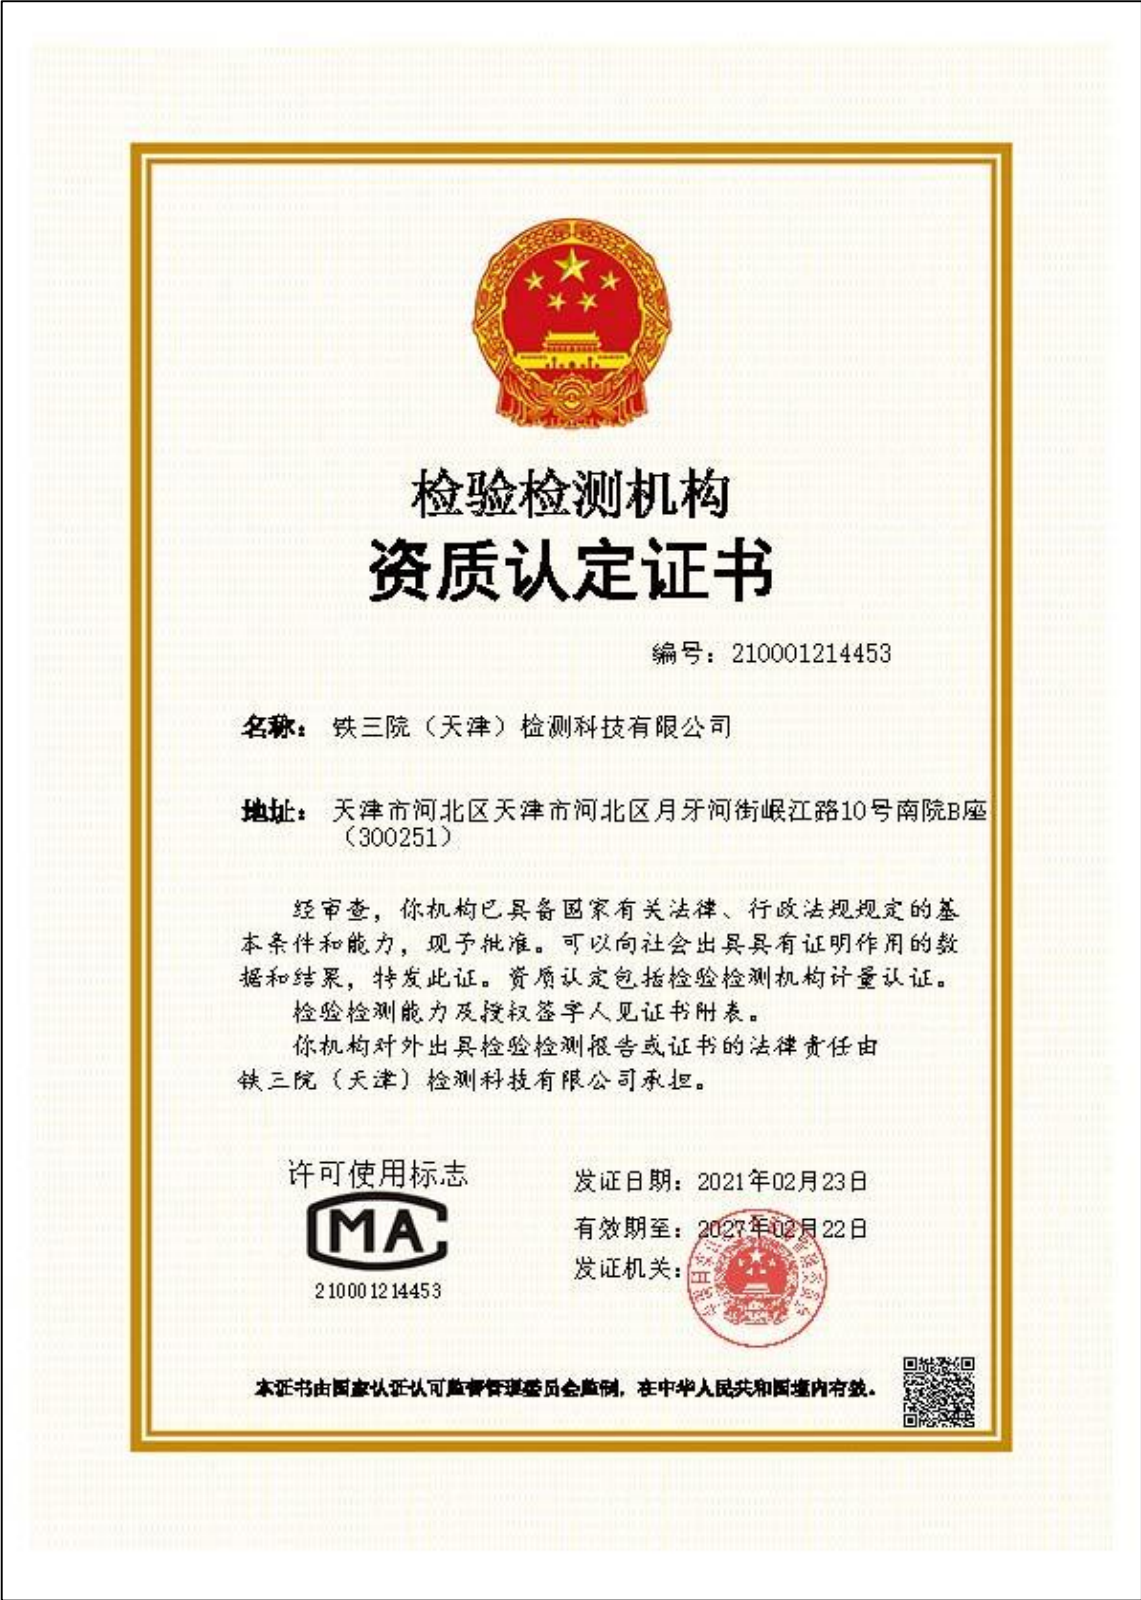 检验检测机构
资质认定证书
编号：210001214453
名称： 铁三院（天津）检测科技有限公司
地址： 天津市河北区天津市河北区月牙河街岷江路10号南院B座
（300251）
经审查，你机构已具备国家有关法律、行政法规规定的基
本条件和能力，现予批准。可以向社会出具具有证明作用的数
据和结果，特发此证。资质认定包括检验检测机构计量认证。
检验检测能力及授权签字人见证书附表。
你机构对外出具检验检测报告或证书的法律责任由
铁三院（天津）检测科技有限公司承担。
许可使用标志
MA
210001214453
发证日期：2021年02月23日
有效期至：2027年02月22日
发证机关：
本证书由国家认证认可监督管理委员会监制，在中华人民共和国境内有效。